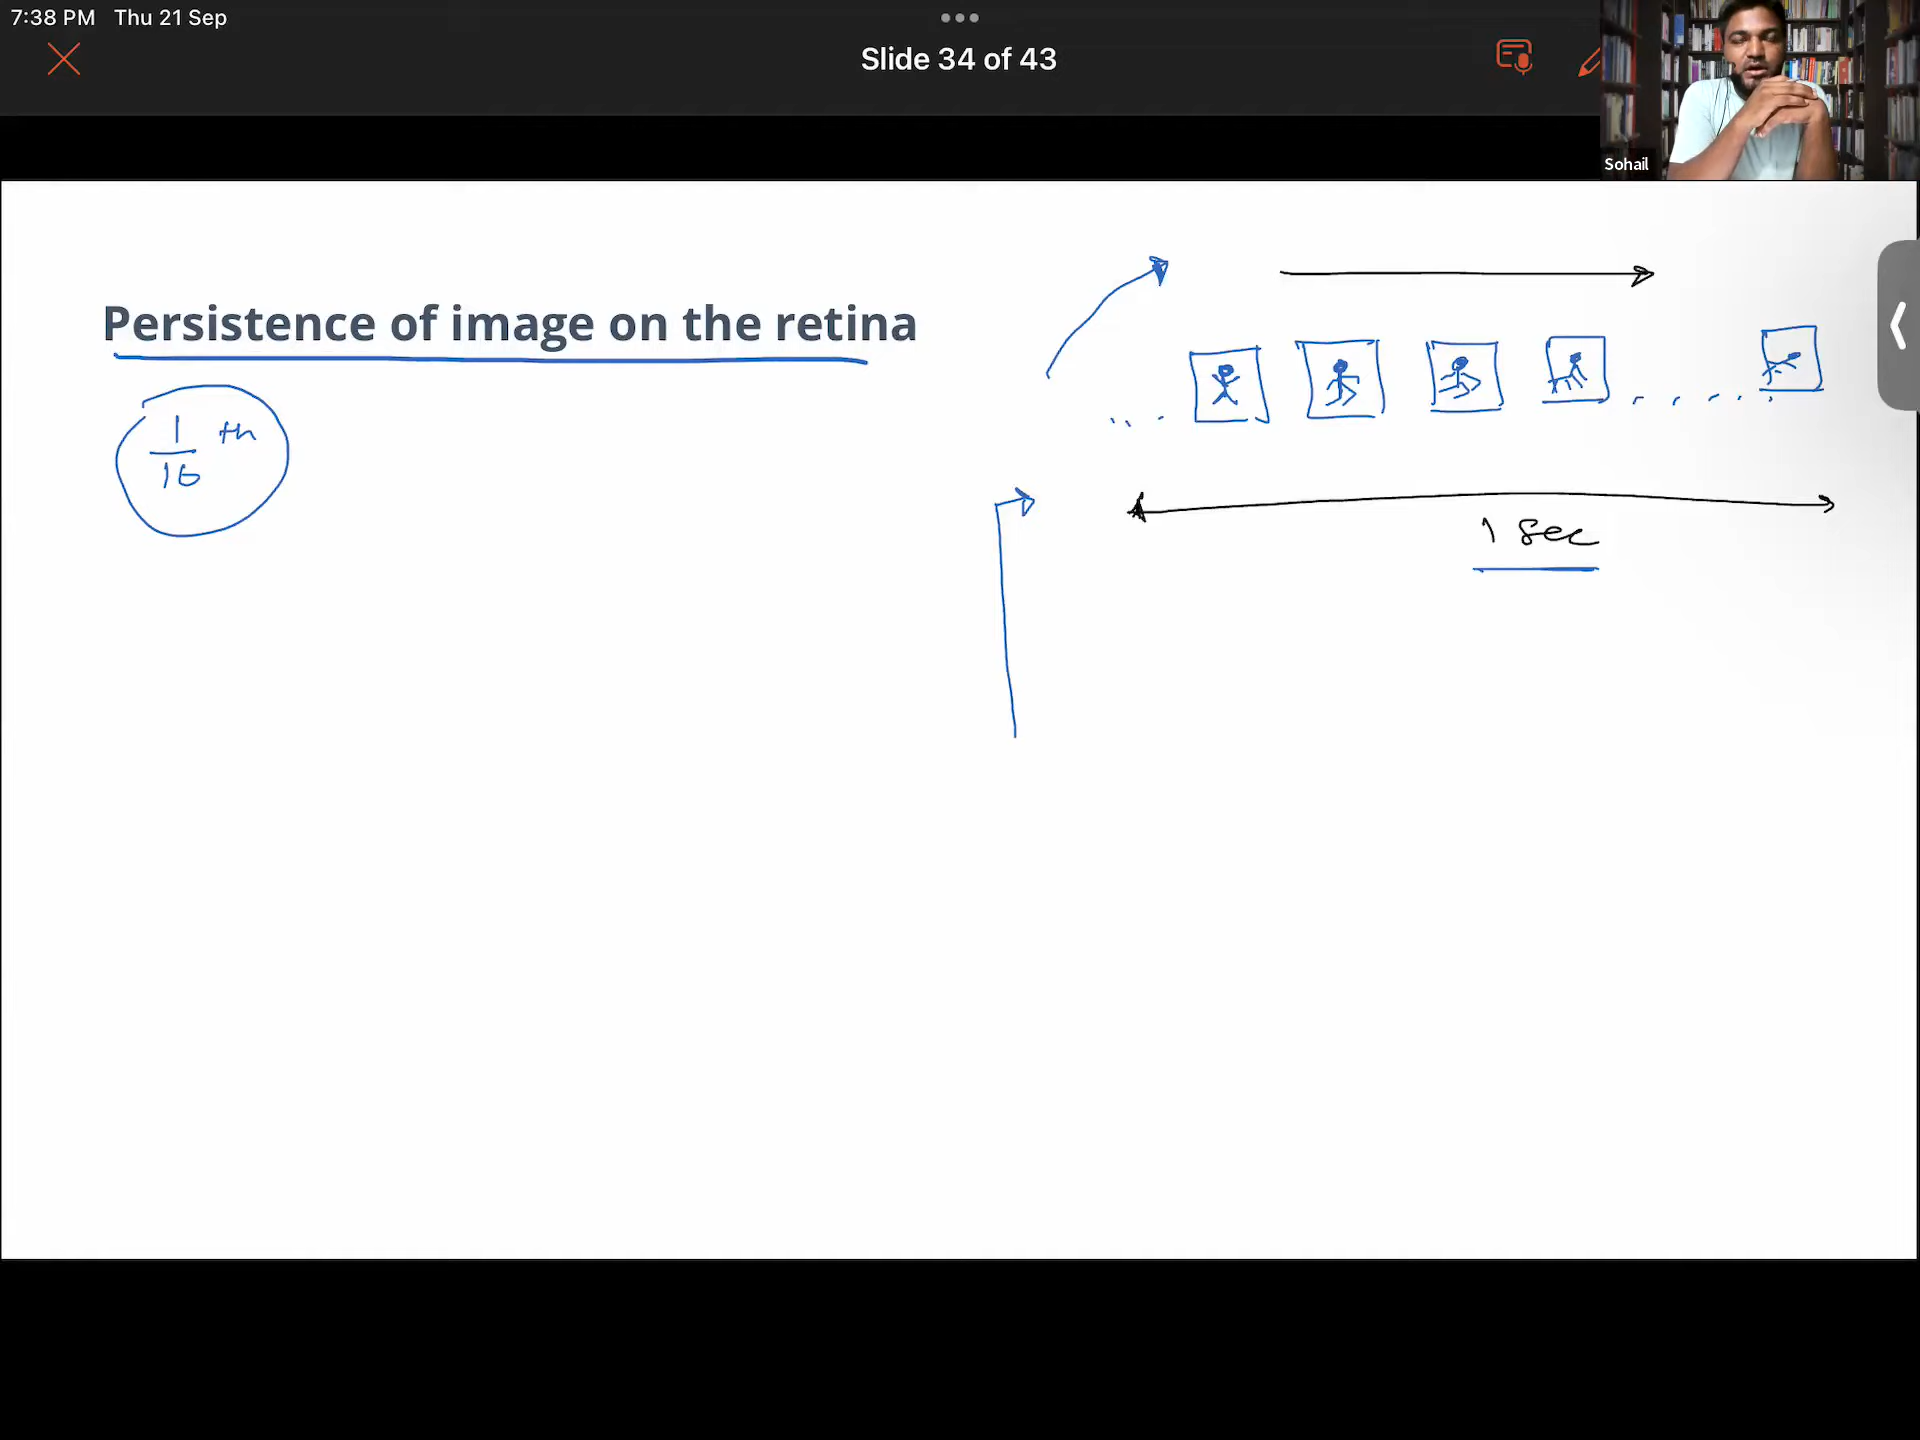 7:38 PM Thu 21 Sep
Slide 34 of 43
Sohail
Persistence of image on the retina
1/16 th
1 sec